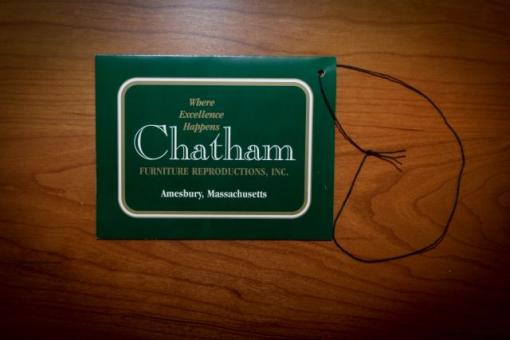 Where
Excellence
Happens
Chatham
FURNITURE REPRODUCTIONS, INC.
Amesbury, Massachusetts